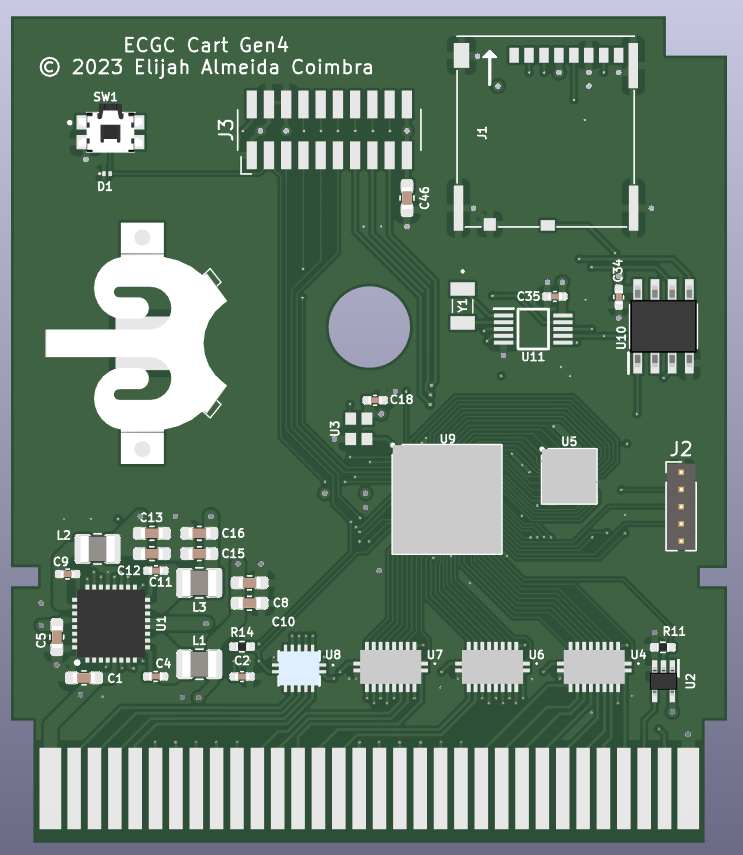 ECGC Cart Gen4
© 2023 Elijah Almeida Coimbra
SW1
J3
J1
D1
C46
C34
C35
Y1
U10
U11
C18
U3
U9
U5
J2
C13
C16
L2
C15
C12
C9
C11
L3
C8
U1
C10
C5
R14
R11
L1
U8
U7
U6
U4
C4
C2
C1
U2